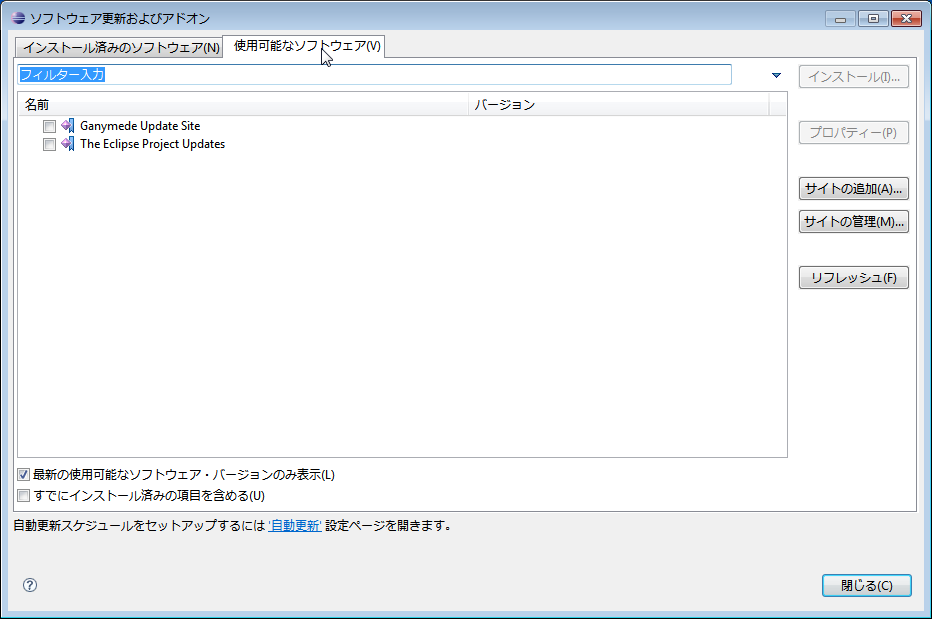 ソフトウェア更新およびアドオン
インストール済みのソフトウェア(N) 使用可能なソフトウェア(V)
フィルター入力 インストール(I)...
名前 バージョン
Ganymede Update Site
プロパティー(P)
The Eclipse Project Updates
サイトの追加(A)...
サイトの管理(M)...
リフレッシュ(F)
最新の使用可能なソフトウェア・バージョンのみ表示(L)
すでにインストール済みの項目を含める(U)
自動更新スケジュールをセットアップするには '自動更新' 設定ページを開きます。
? 閉じる(C)